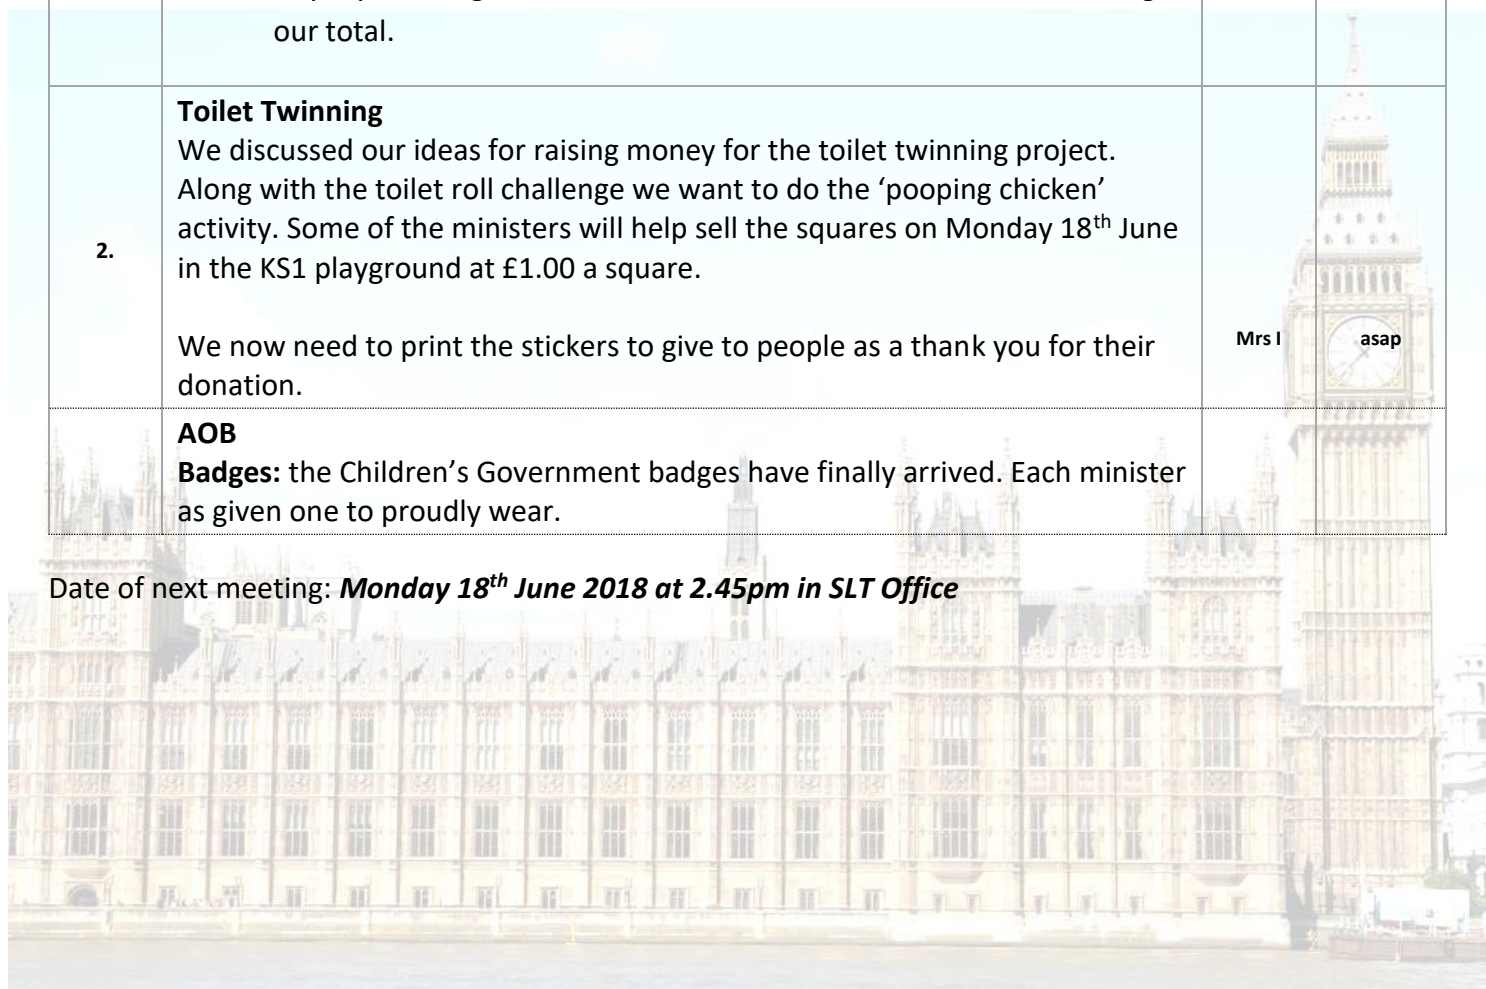 our total.
Toilet Twinning
We discussed our ideas for raising money for the toilet twinning project.
Along with the toilet roll challenge we want to do the ‘pooping chicken’
activity. Some of the ministers will help sell the squares on Monday 18th June
2.
in the KS1 playground at £1.00 a square.
We now need to print the stickers to give to people as a thank you for their
donation.
Mrs I
asap
AOB
Badges: the Children’s Government badges have finally arrived. Each minister
as given one to proudly wear.
Date of next meeting: Monday 18th June 2018 at 2.45pm in SLT Office